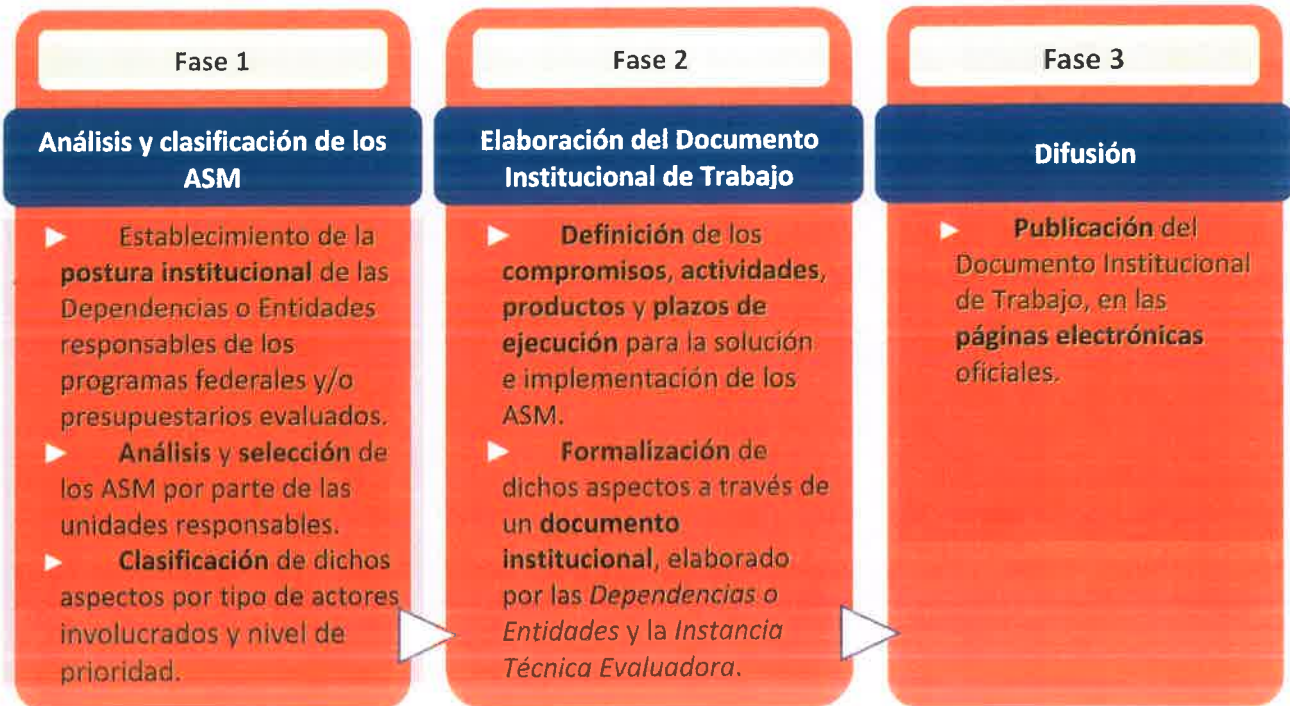 Fase 1
Análisis y clasificación de los
ASM
Establecimiento de la
postura institucional de las
Dependencias o Entidades
responsables de los
programas federales y/o
presupuestarios evaluados.
Análisis y selección de
los ASM por parte de las
unidades responsables.
Clasificación de dichos
aspectos por tipo de actores
involucrados y nivel de
prioridad.
Fase 2
Elaboración del Documento
Institucional de Trabajo
Definición de los
compromisos, actividades,
productos y plazos de
ejecución para la solución
e implementación de los
ASM.
Formalización de
dichos aspectos a través de
un documento
institucional, elaborado
por las Dependencias o
Entidades y la Instancia
Técnica Evaluadora.
Fase 3
Difusión
Publicación del
Documento Institucional
de Trabajo, en las
páginas electrónicas
oficiales.